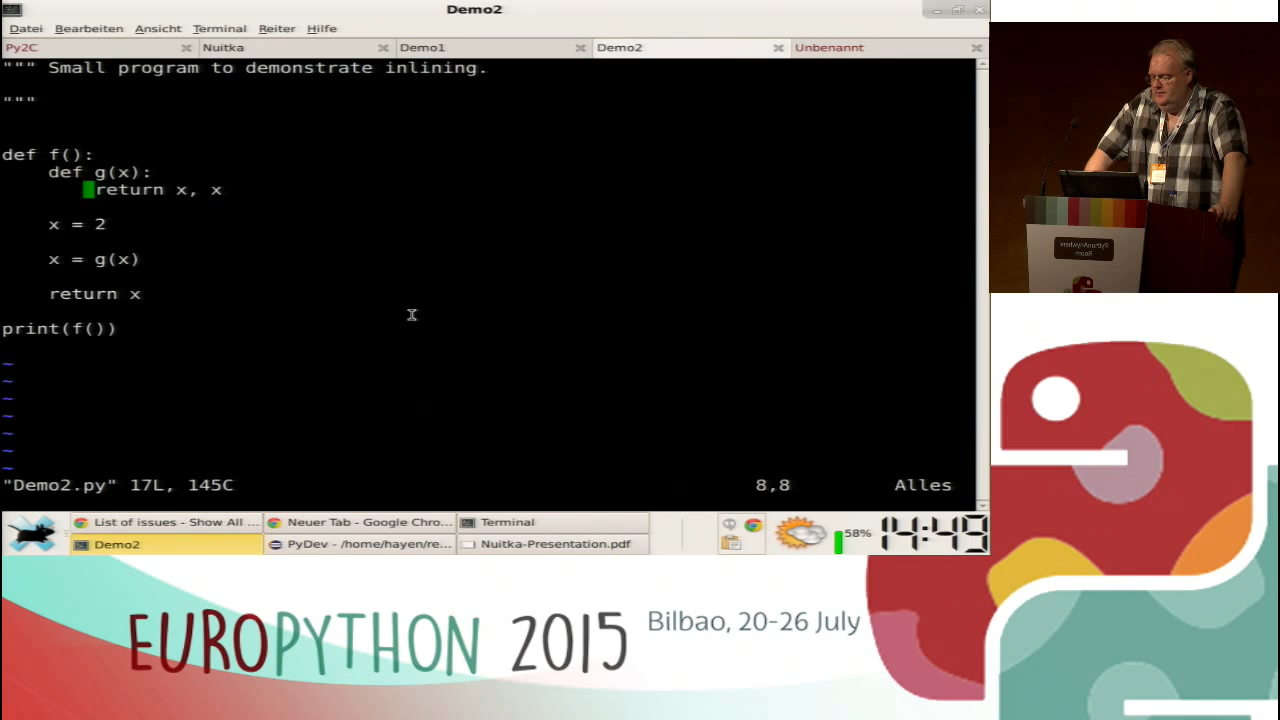 Demo2
Datei Bearbeiten Ansicht Terminal Reiter Hilfe
Py2C Nuitka Demo1 Demo2 Unbenannt
""" Small program to demonstrate inlining.
"""
def f():
def g(x):
return x, x
x = 2
x = g(x)
return x
print(f())
~
~
~
~
~
~
~
"Demo2.py" 17L, 145C 8,8 Alles
List of issues - Show All ... Neuer Tab - Google Chro... Terminal
Demo2 PyDev - /home/hayen/re... Nuitka-Presentation.pdf
58% 14:49
PythonAnywhere
Room
EUROPYTHON 2015 Bilbao, 20-26 July